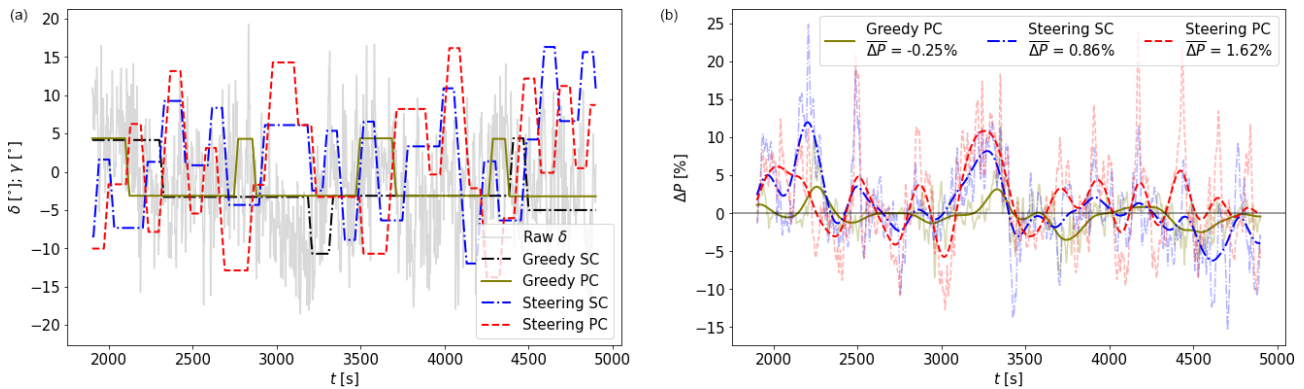 (a)
20
15
10
5
0
−5
−10
−15
−20
δ [°]; γ [°]
2000
2500
3000
3500
4000
4500
5000
t [s]
Raw δ
Greedy SC
Greedy PC
Steering SC
Steering PC
(b)
25
20
15
10
5
0
−5
−10
−15
ΔP [%]
2000
2500
3000
3500
4000
4500
5000
t [s]
Greedy PC
Steering SC
Steering PC
ΔP = -0.25%
ΔP = 0.86%
ΔP = 1.62%